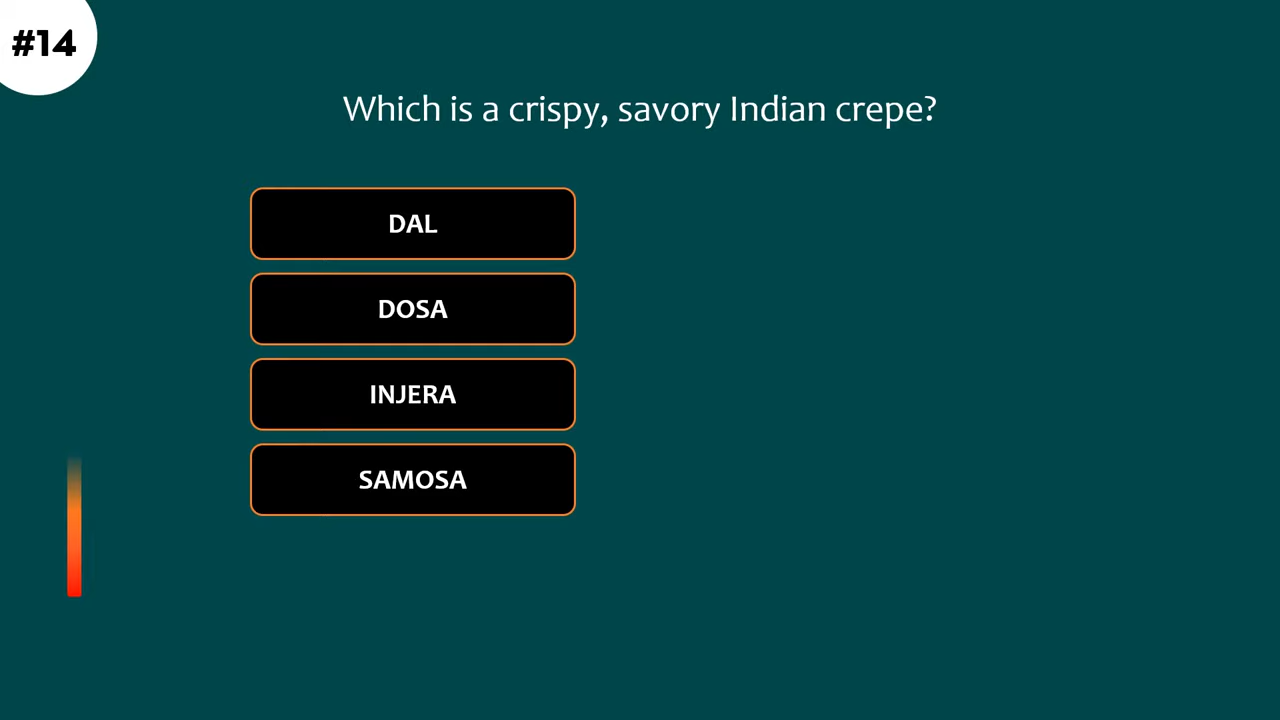 #14
Which is a crispy, savory Indian crepe?
DAL
DOSA
INJERA
SAMOSA